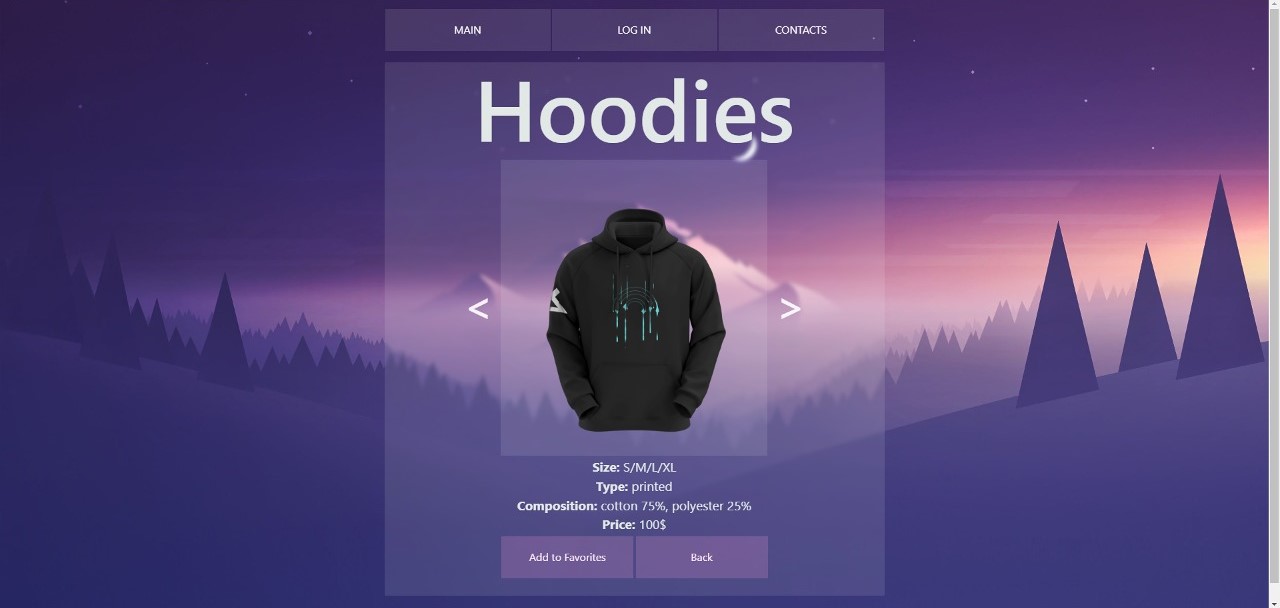 MAIN LOG IN CONTACTS
Hoodies
< >
Size: S/M/L/XL
Type: printed
Composition: cotton 75%, polyester 25%
Price: 100$
Add to Favorites Back